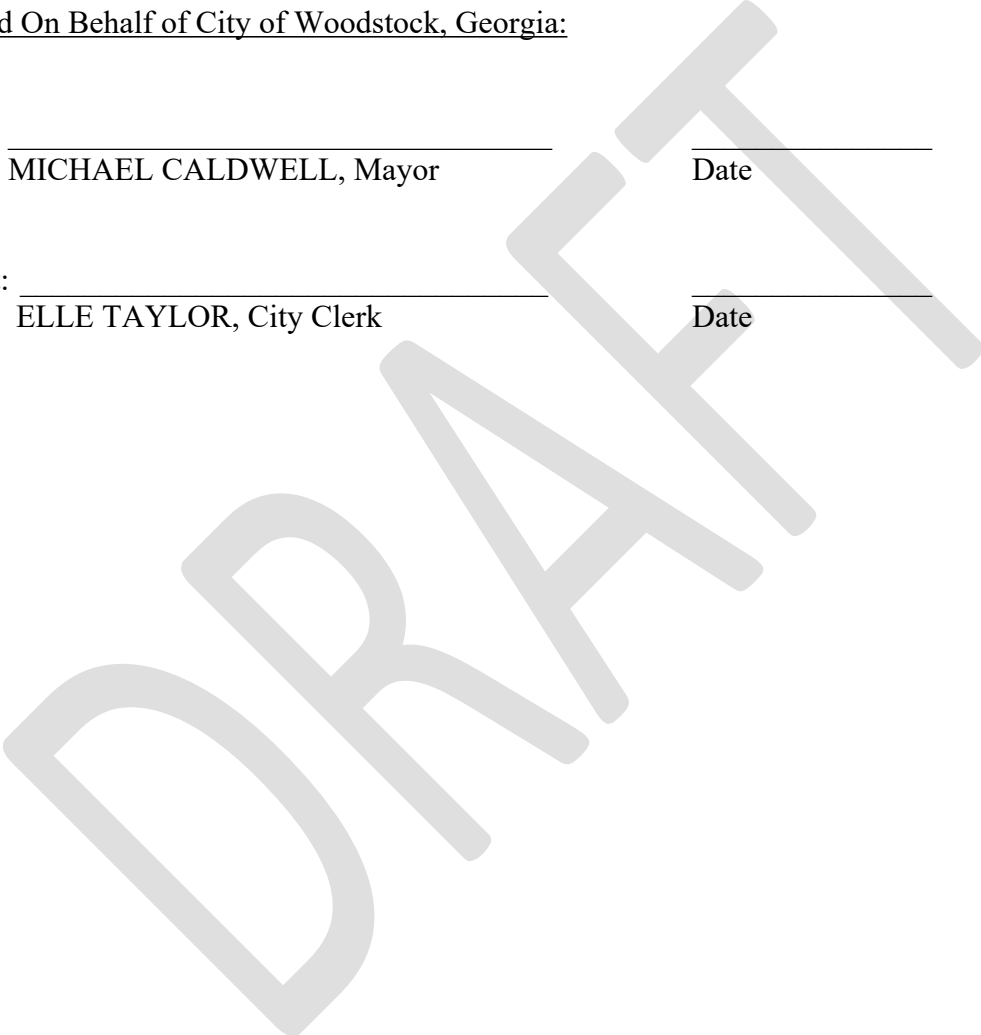 d On Behalf of City of Woodstock, Georgia:
MICHAEL CALDWELL, Mayor Date
: 
ELLE TAYLOR, City Clerk Date
DRAFT